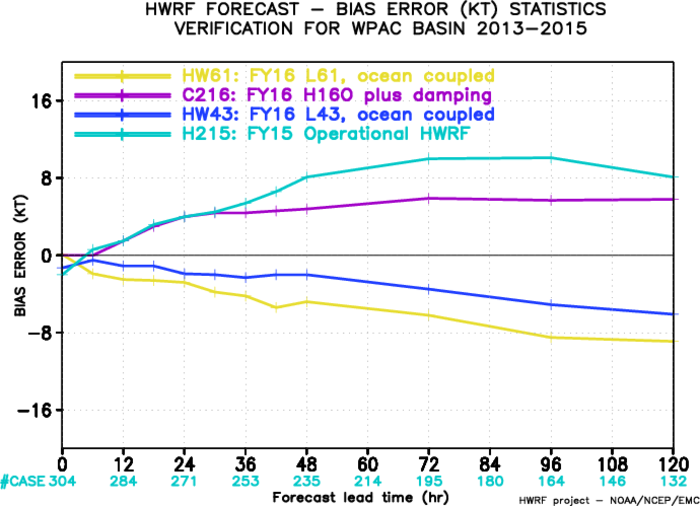 HWRF FORECAST – BIAS ERROR (KT) STATISTICS
VERIFICATION FOR WPAC BASIN 2013–2015
HW61: FY16 L61, ocean coupled
C216: FY16 H16O plus damping
HW43: FY16 L43, ocean coupled
H215: FY15 Operational HWRF
16
8
0
−8
−16
BIAS ERROR (KT)
0 12 24 36 48 60 72 84 96 108 120
#CASE 304 284 271 253 235 214 195 180 164 146 132
Forecast lead time (hr)
HWRF project – NOAA/NCEP/EMC